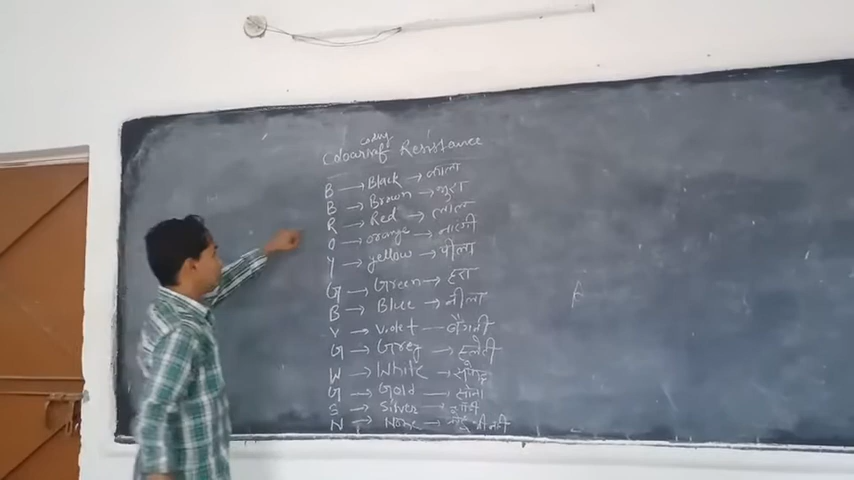 coding
Colour of Resistance
B → Black → काला
B → Brown → भूरा
R → Red → लाल
O → orange → नारंगी
Y → yellow → पीला
G → Green → हरा
B → Blue → नीला
V → Violet — बैंगनी
G → Grey → स्लेटी
W → White → सफेद
G → Gold → सोना
S → Silver → चाँदी
N → None →